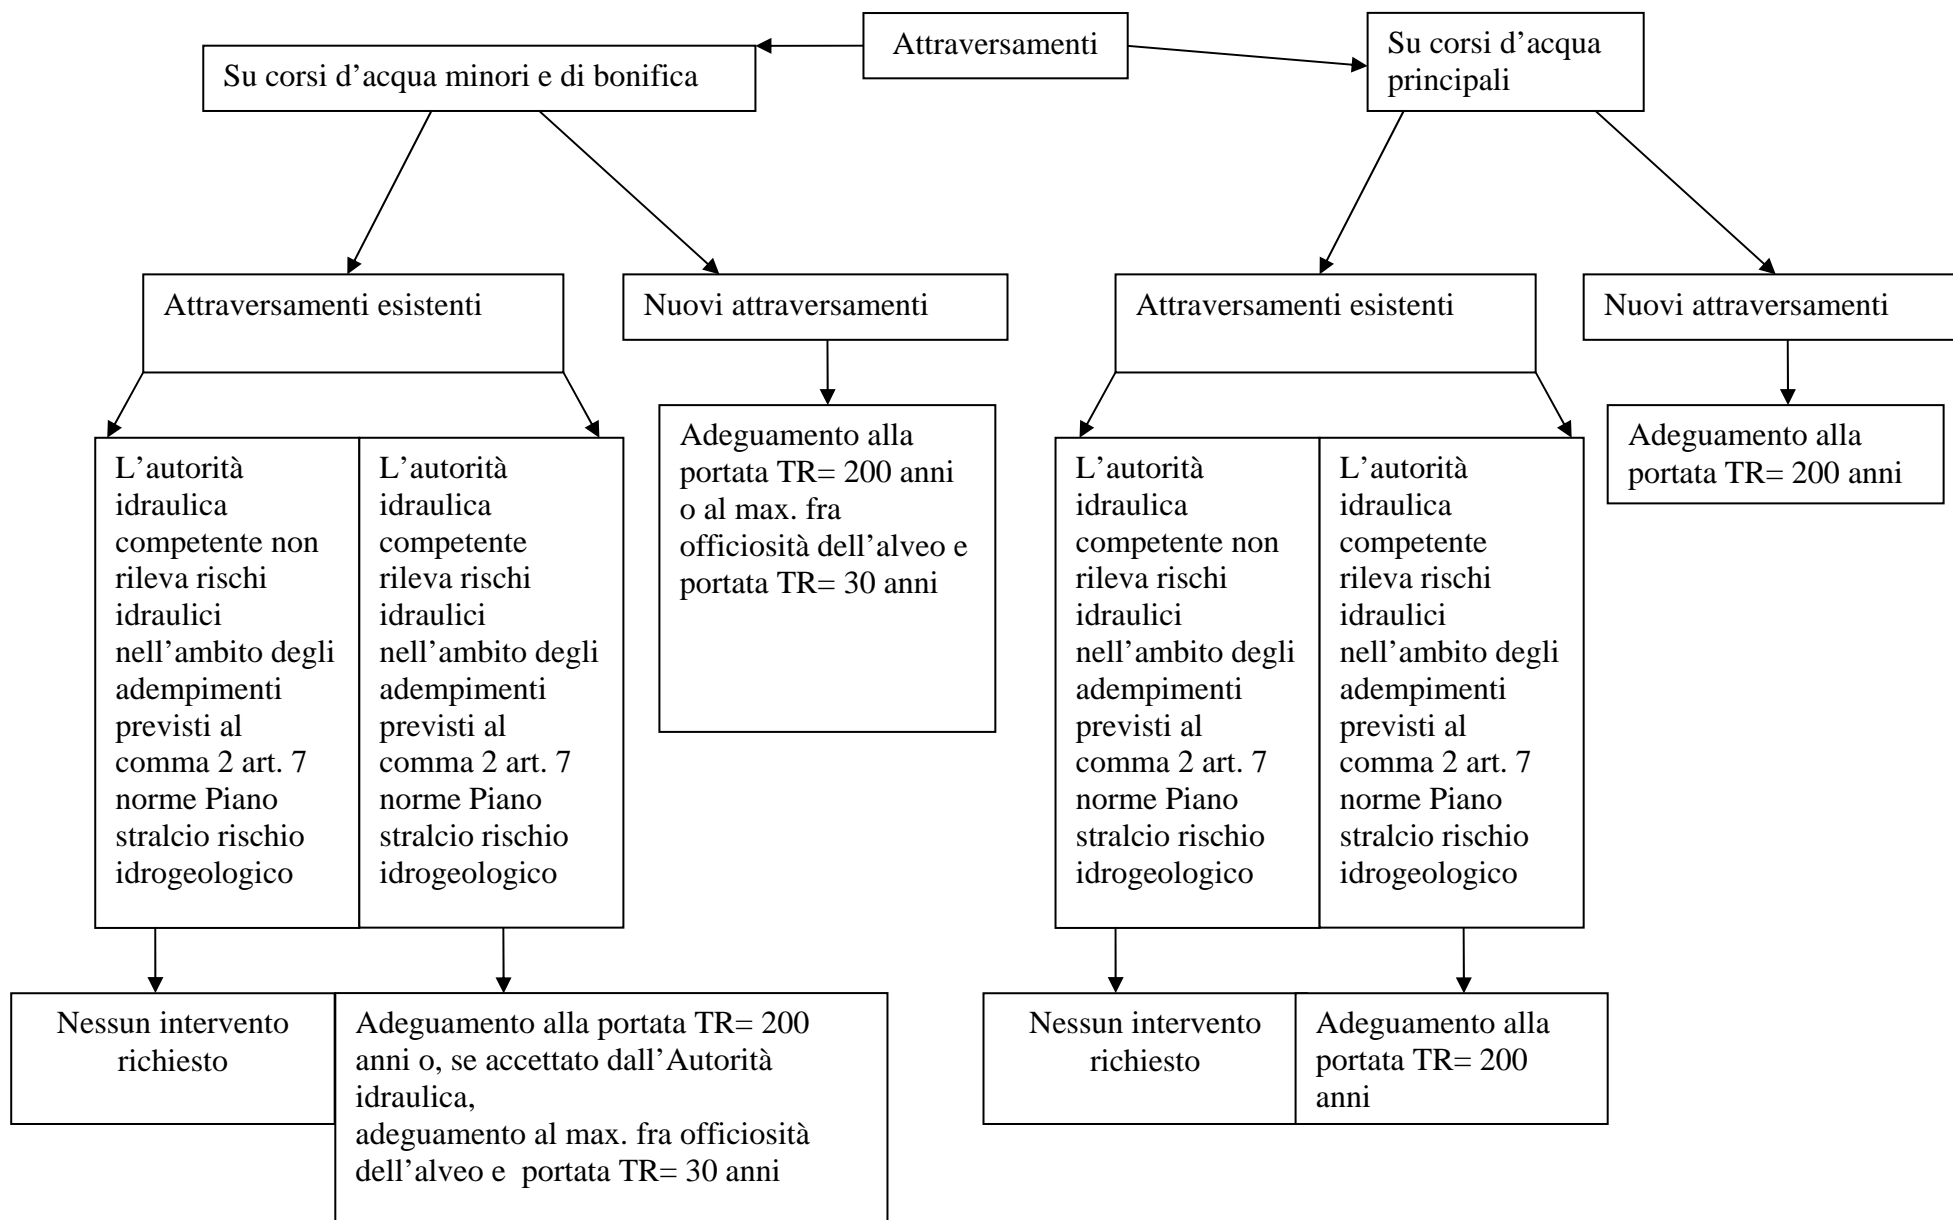 Attraversamenti
Su corsi d’acqua minori e di bonifica
Su corsi d’acqua
principali
Attraversamenti esistenti
Nuovi attraversamenti
Attraversamenti esistenti
Nuovi attraversamenti
L’autorità
idraulica
competente non
rileva rischi
idraulici
nell’ambito degli
adempimenti
previsti al
comma 2 art. 7
norme Piano
stralcio rischio
idrogeologico
L’autorità
idraulica
competente
rileva rischi
idraulici
nell’ambito degli
adempimenti
previsti al
comma 2 art. 7
norme Piano
stralcio rischio
idrogeologico
Adeguamento alla
portata TR= 200 anni
o al max. fra
officiosità dell’alveo e
portata TR= 30 anni
L’autorità
idraulica
competente non
rileva rischi
idraulici
nell’ambito degli
adempimenti
previsti al
comma 2 art. 7
norme Piano
stralcio rischio
idrogeologico
L’autorità
idraulica
competente
rileva rischi
idraulici
nell’ambito degli
adempimenti
previsti al
comma 2 art. 7
norme Piano
stralcio rischio
idrogeologico
Adeguamento alla
portata TR= 200 anni
Nessun intervento
richiesto
Adeguamento alla portata TR= 200
anni o, se accettato dall’Autorità
idraulica,
adeguamento al max. fra officiosità
dell’alveo e  portata TR= 30 anni
Nessun intervento
richiesto
Adeguamento alla
portata TR= 200
anni